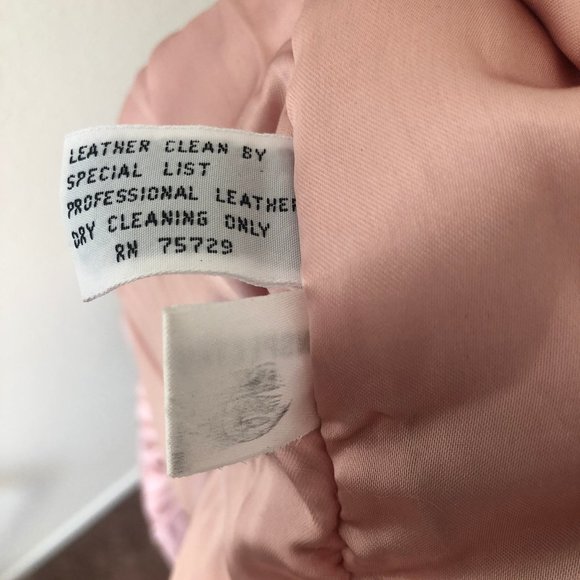 LEATHER CLEAN BY
SPECIAL LIST
PROFESSIONAL LEATHER
DRY CLEANING ONLY
RN 75729